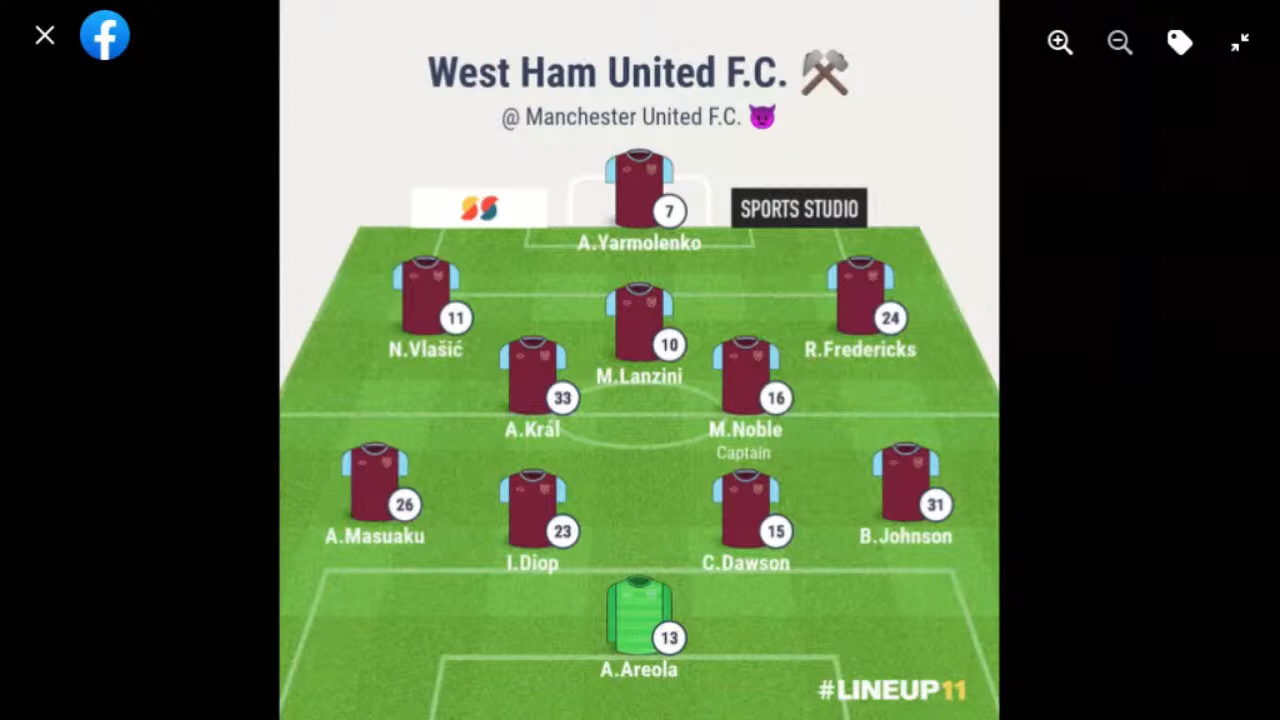 West Ham United F.C.
@ Manchester United F.C.
SPORTS STUDIO
7
A.Yarmolenko
11
N.Vlašić
10
M.Lanzini
24
R.Fredericks
33
A.Král
16
M.Noble
Captain
26
A.Masuaku
23
I.Diop
15
C.Dawson
31
B.Johnson
13
A.Areola
#LINEUP11